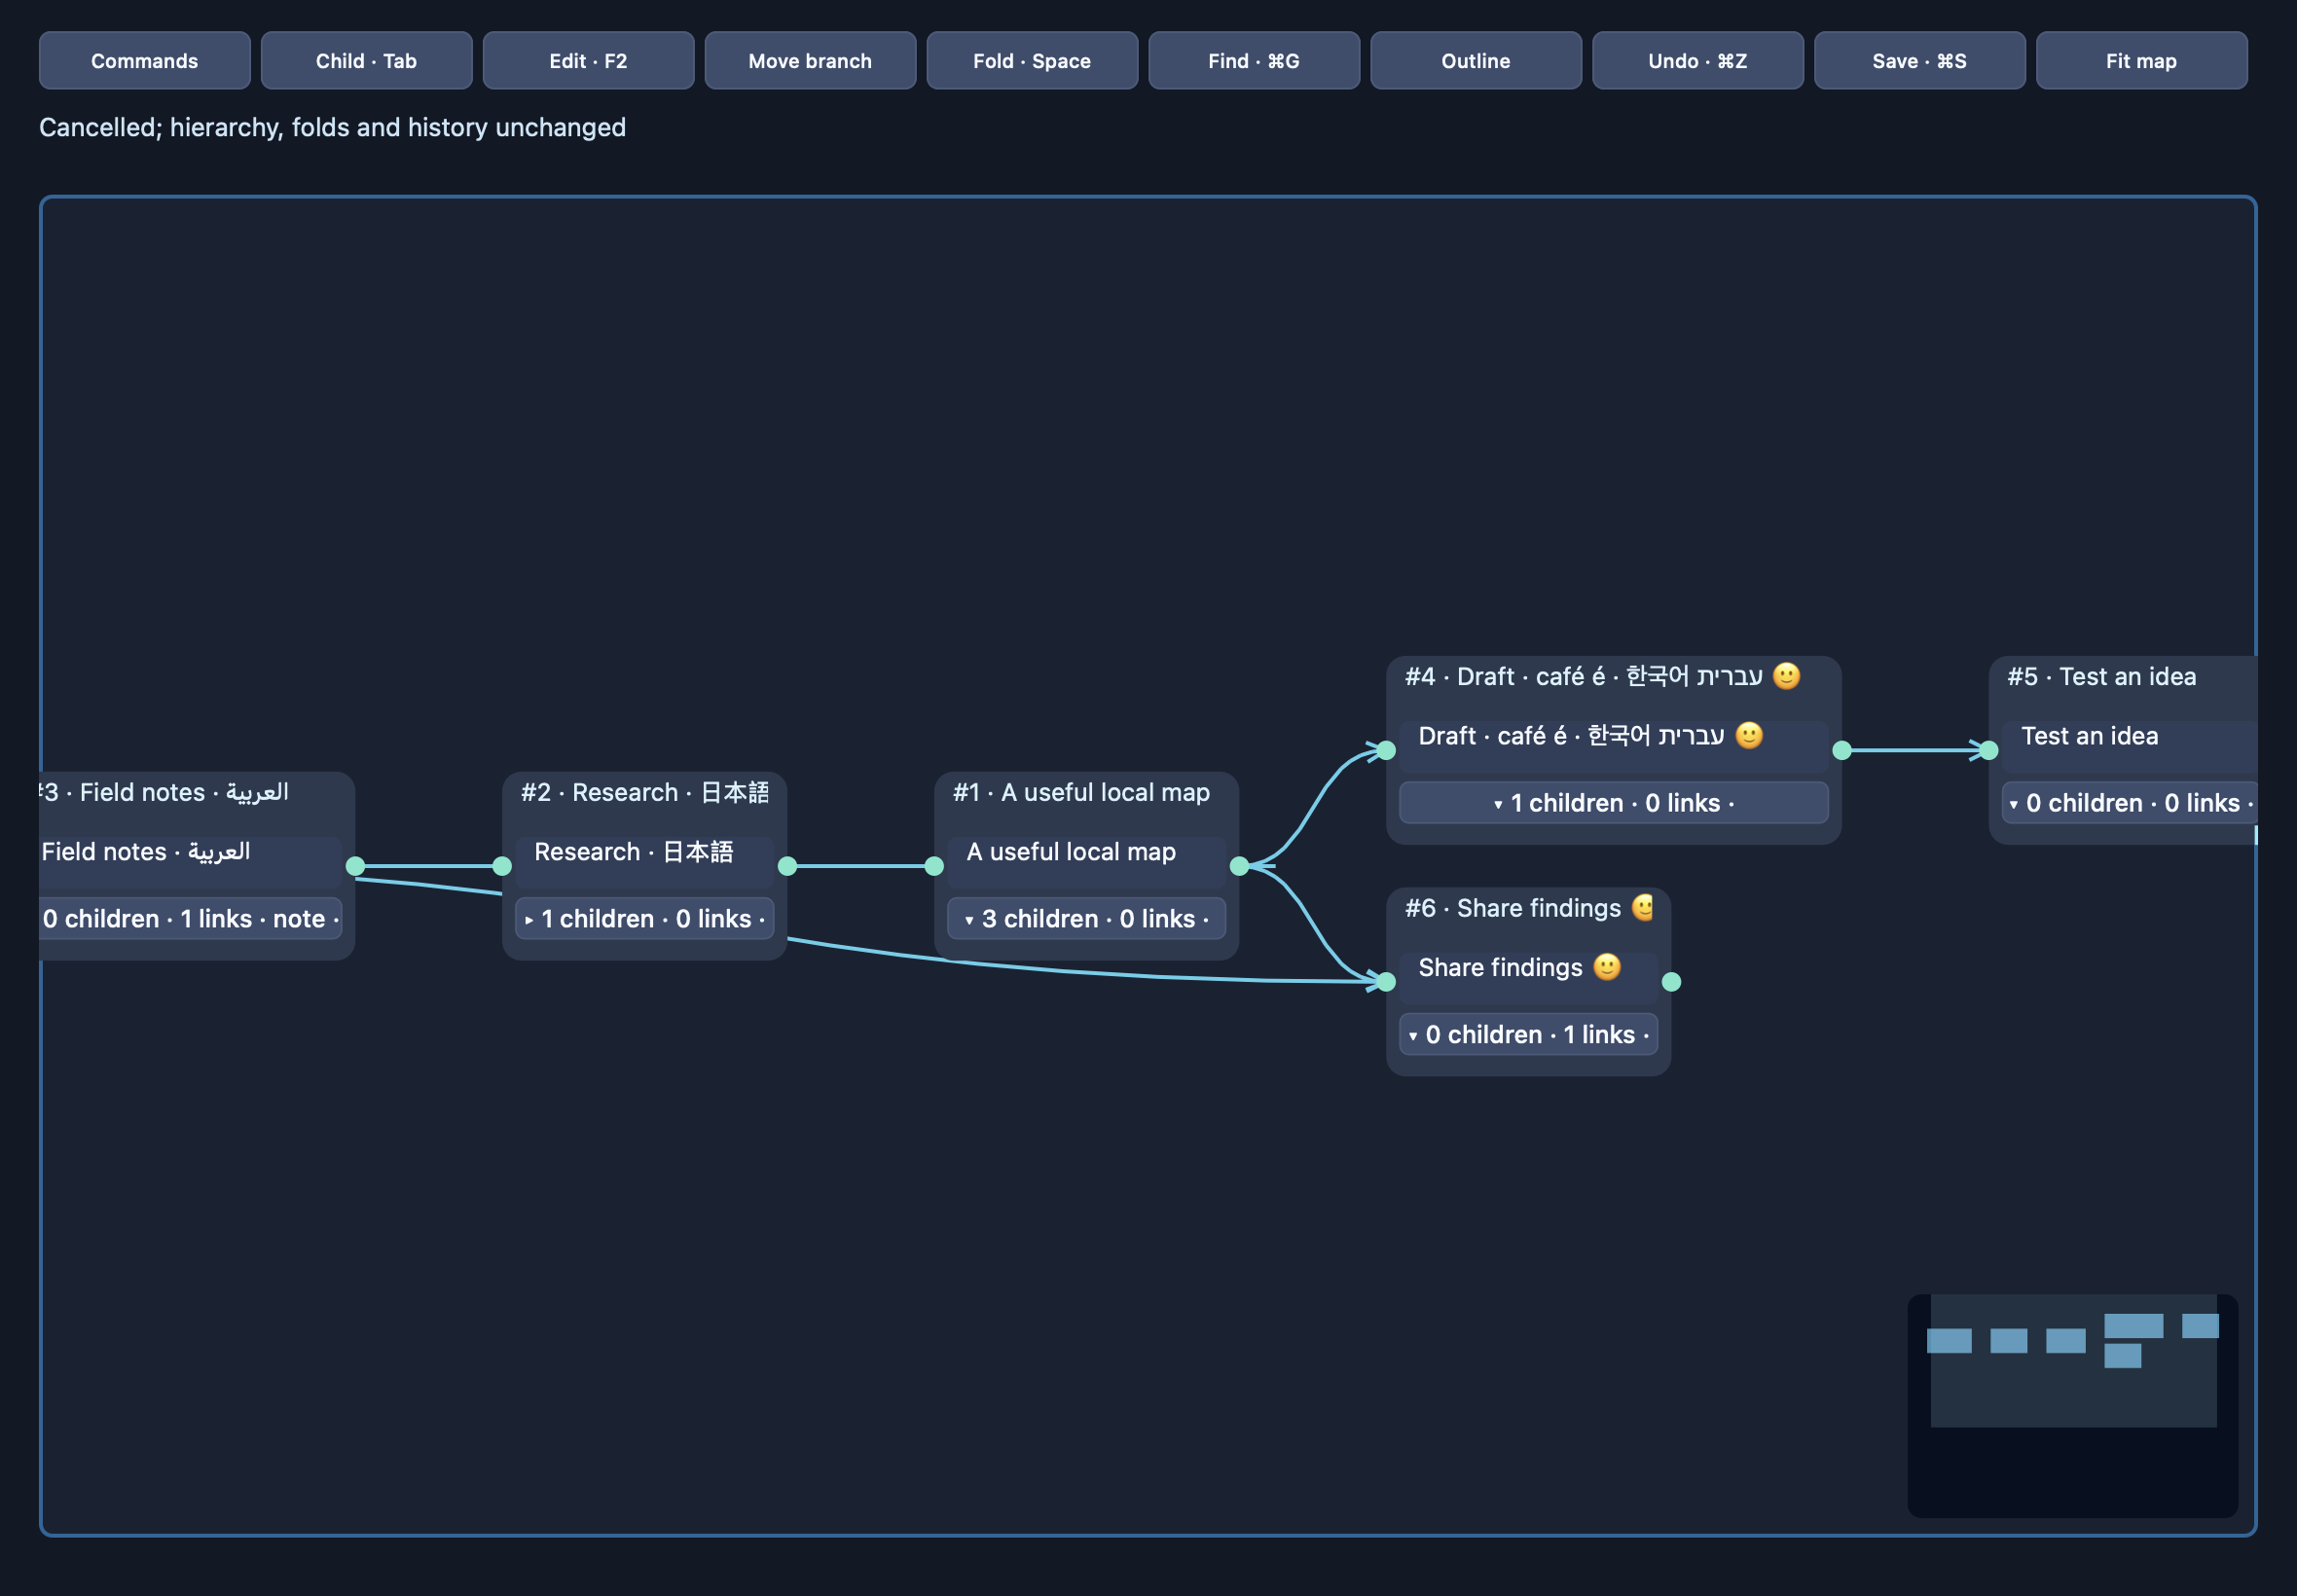 Commands
Child · Tab
Edit · F2
Move branch
Fold · Space
Find · ⌘G
Outline
Undo · ⌘Z
Save · ⌘S
Fit map
Cancelled; hierarchy, folds and history unchanged
#3 · Field notes · العربية
Field notes · العربية
0 children · 1 links · note ·
#2 · Research · 日本語
Research · 日本語
▸ 1 children · 0 links ·
#1 · A useful local map
A useful local map
▾ 3 children · 0 links ·
#4 · Draft · café é · 한국어 עברית 🙂
Draft · café é · 한국어 עברית 🙂
▾ 1 children · 0 links ·
#5 · Test an idea
Test an idea
▾ 0 children · 0 links ·
#6 · Share findings 🙂
Share findings 🙂
▾ 0 children · 1 links ·